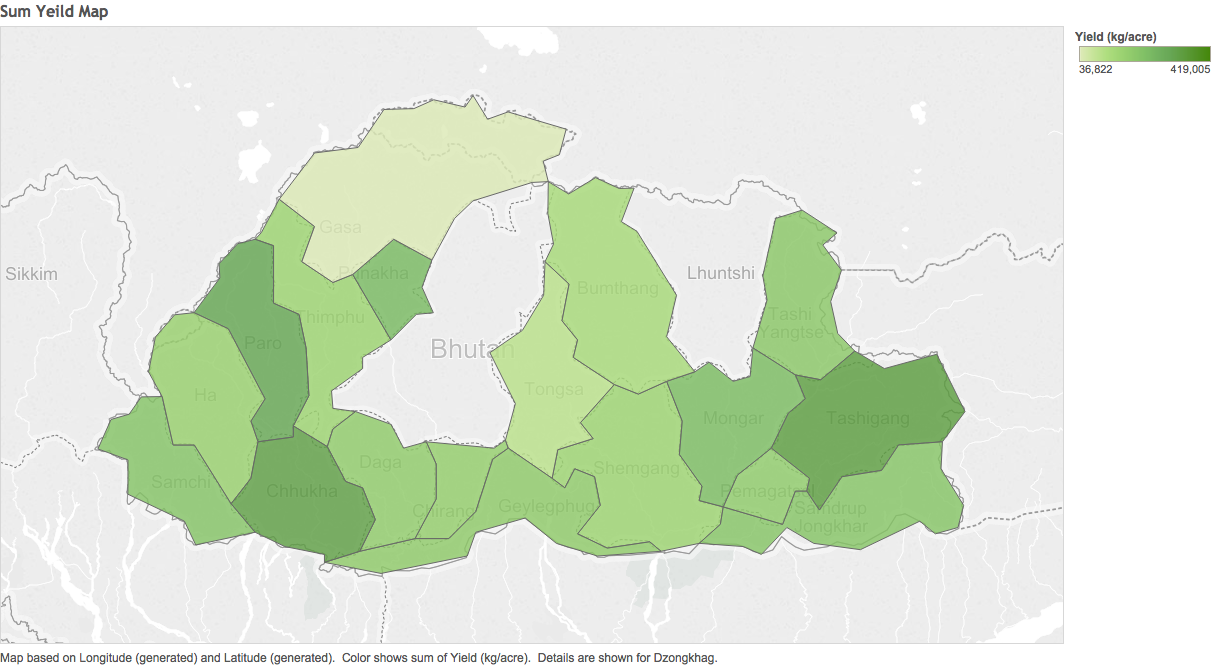 Sum Yeild Map
Yield (kg/acre)
36,822
419,005
Gasa
Sikkim
Punakha
Lhuntshi
Bumthang
Thimphu
Tashi
Yangtse
Paro
Bhutan
Ha
Tongsa
Mongar
Tashigang
Daga
Shemgang
Samchi
Chhukha
Pemagatsel
Chirang
Geylegphug
Samdrup
Jongkhar
Map based on Longitude (generated) and Latitude (generated).  Color shows sum of Yield (kg/acre).  Details are shown for Dzongkhag.